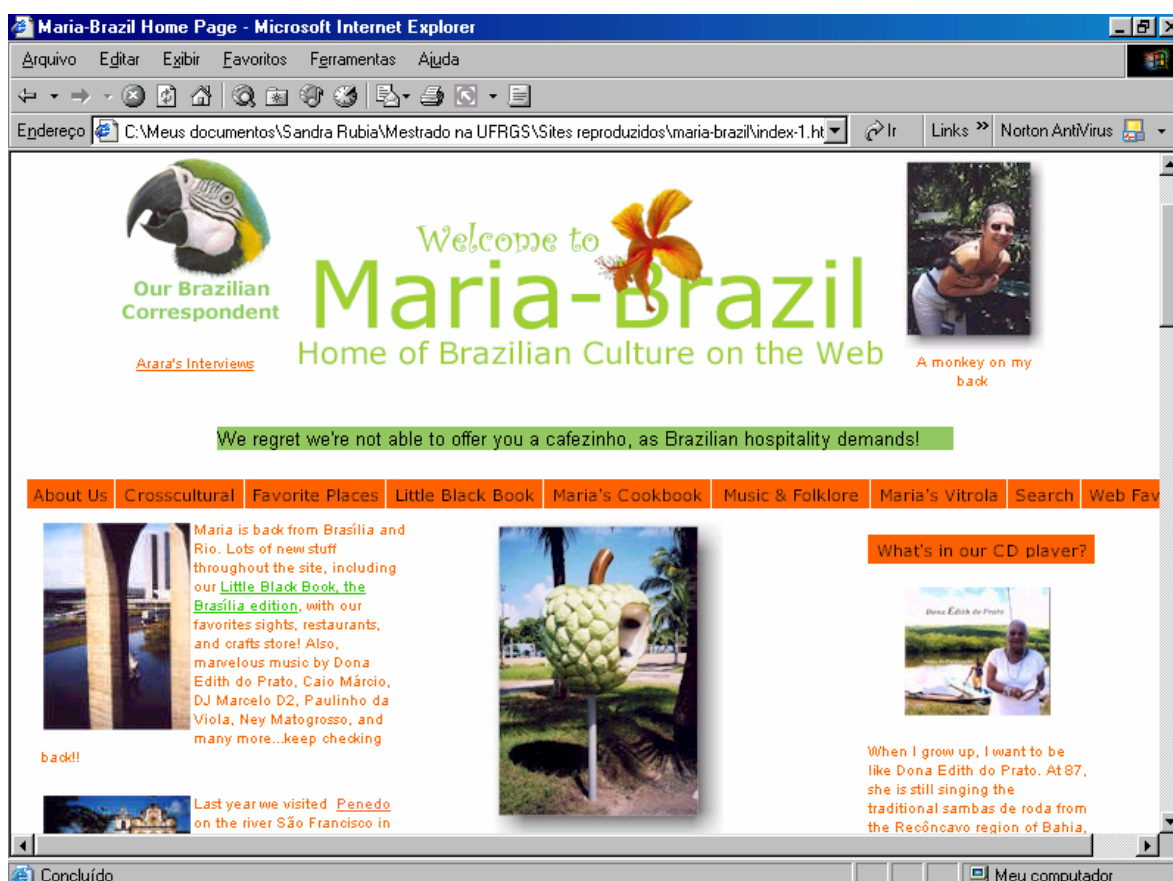 Maria-Brazil Home Page - Microsoft Internet Explorer
Arquivo Editar Exibir Favoritos Ferramentas Ajuda
Endereço C:\Meus documentos\Sandra Rubia\Mestrado na UFRGS\Sites reproduzidos\maria-brazil\index-1.ht Ir Links » Norton AntiVirus
Our Brazilian
Correspondent
Arara's Interviews
Welcome to
Maria-Brazil
Home of Brazilian Culture on the Web
A monkey on my
back
We regret we're not able to offer you a cafezinho, as Brazilian hospitality demands!
About Us Crosscultural Favorite Places Little Black Book Maria's Cookbook Music & Folklore Maria's Vitrola Search Web Fav
Maria is back from Brasília and
Rio. Lots of new stuff
throughout the site, including
our Little Black Book, the
Brasília edition, with our
favorites sights, restaurants,
and crafts store! Also,
marvelous music by Dona
Edith do Prato, Caio Márcio,
DJ Marcelo D2, Paulinho da
Viola, Ney Matogrosso, and
many more...keep checking
back!!
Last year we visited Penedo
on the river São Francisco in
What's in our CD player?
Dona Edith do Prato
When I grow up, I want to be
like Dona Edith do Prato. At 87,
she is still singing the
traditional sambas de roda from
the Recôncavo region of Bahia,
Concluído
Meu computador